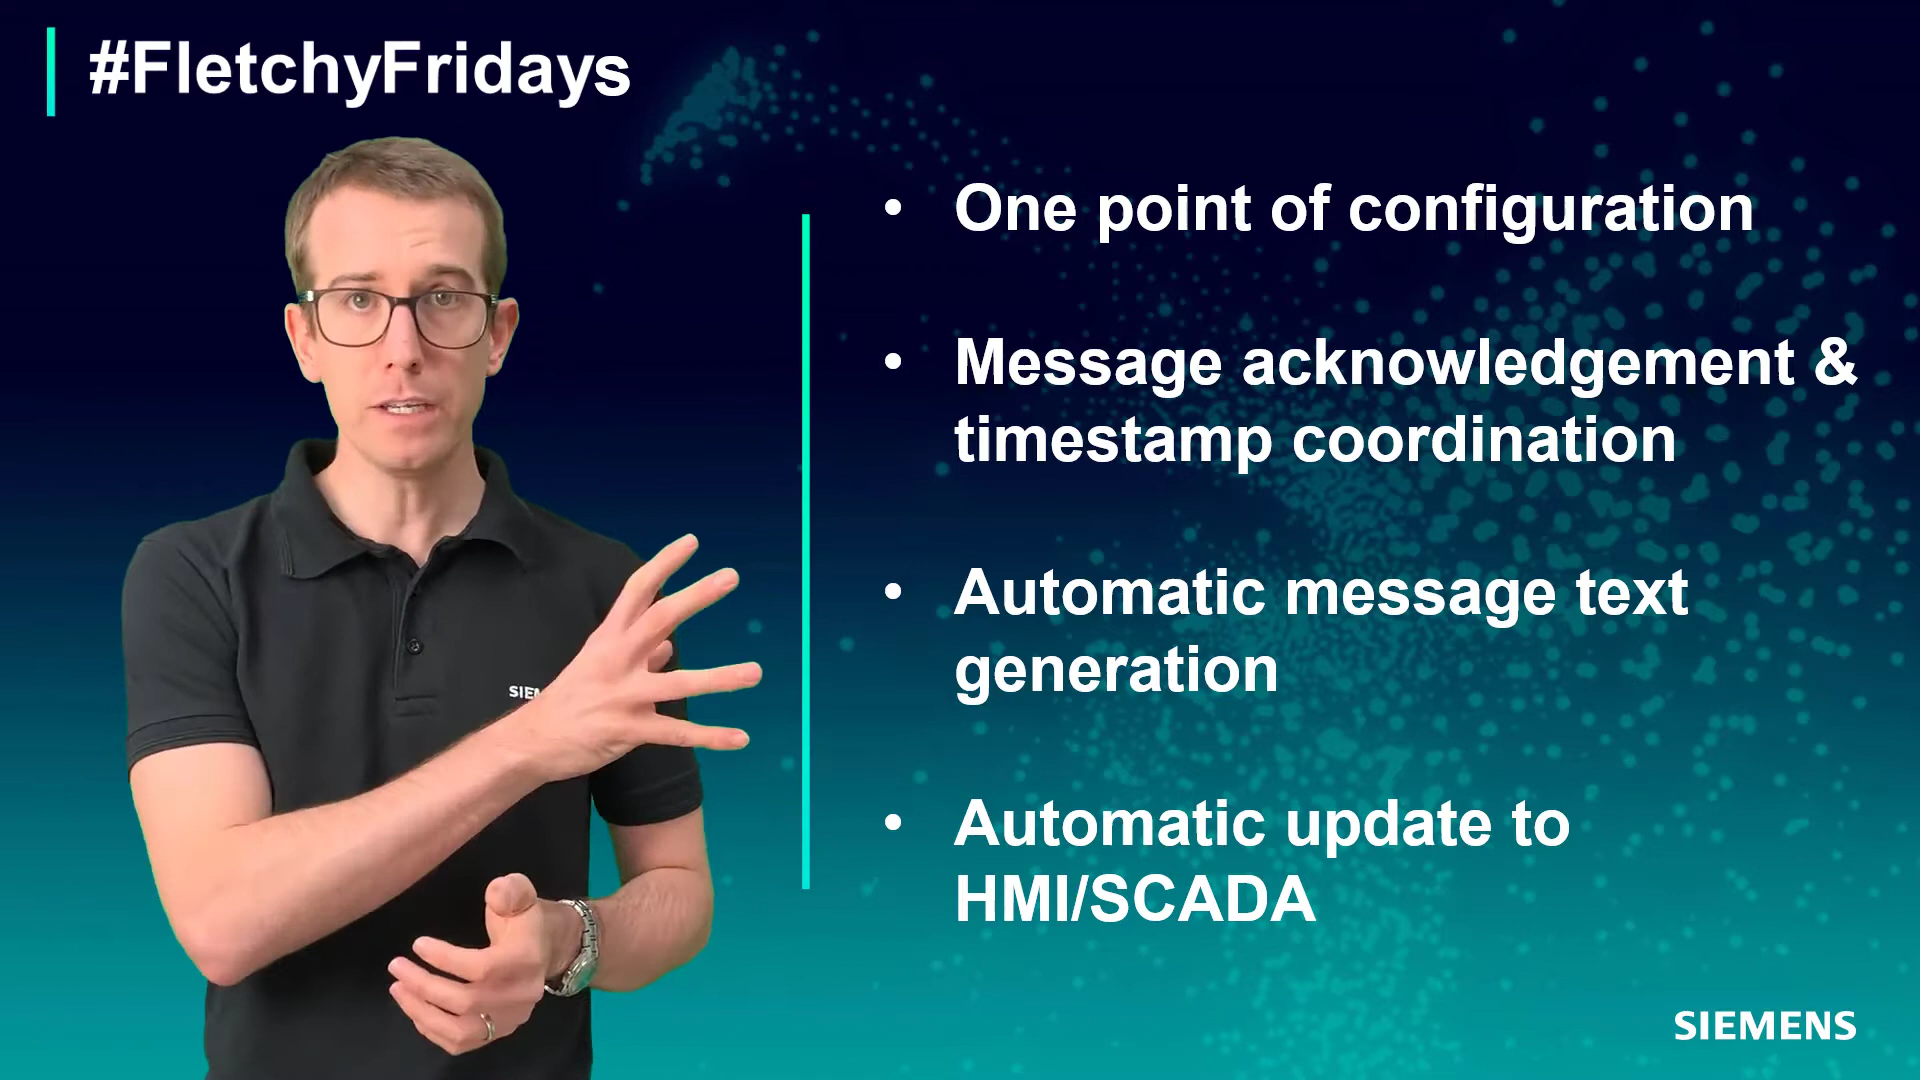 #FletchyFridays
• One point of configuration
• Message acknowledgement &
timestamp coordination
• Automatic message text
generation
• Automatic update to
HMI/SCADA
SIEMENS